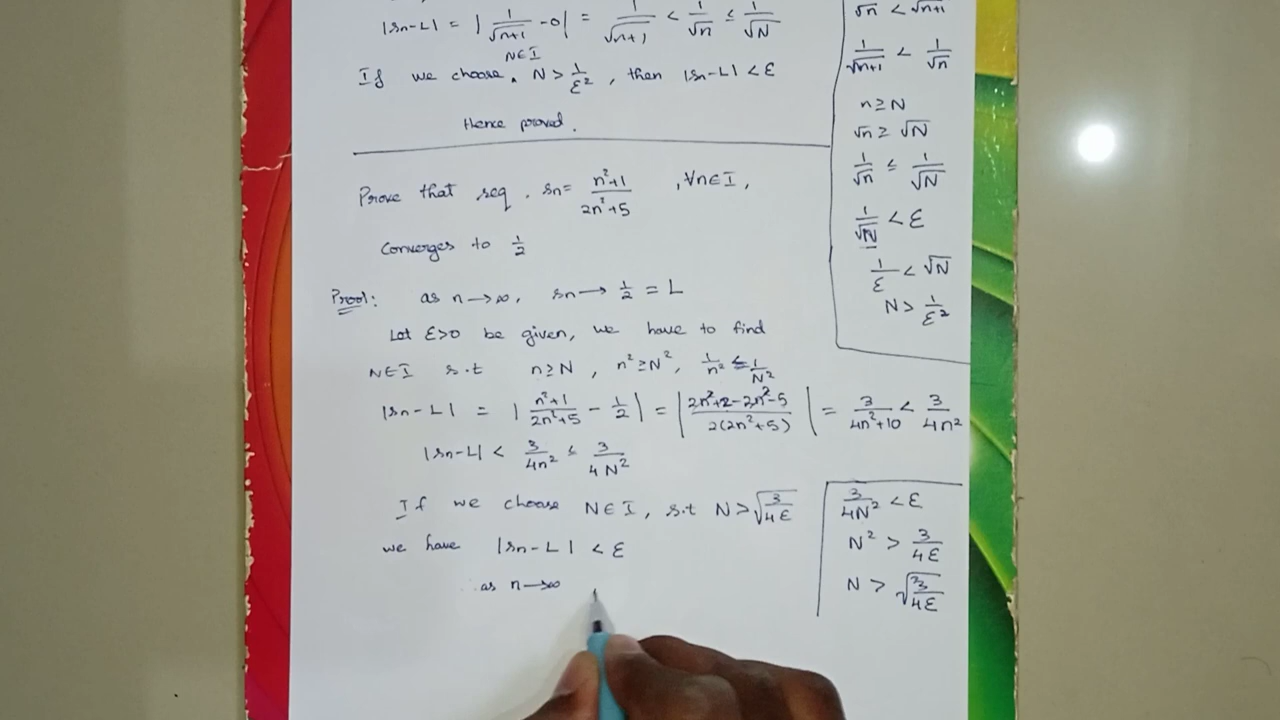 |sn-L| = |1/√n+1 -0| = 1/√n+1 < 1/√n ≤ 1/√N
N∈I
If we choose, N > 1/ε², then |sn-L| < ε
Hence proved.
Prove that seq. sn = n²+1/2n²+5, ∀n∈I,
Converges to 1/2
Proof: as n→∞, sn → 1/2 = L
Let ε>0 be given, we have to find
N∈I s.t n≥N, n²≥N², 1/n² ≤ 1/N²
|sn-L| = |n²+1/2n²+5 - 1/2| = |2n²+2-2n²-5/2(2n²+5)| = 3/4n²+10 < 3/4n²
|sn-L| < 3/4n² ≤ 3/4N²
If we choose N∈I, s.t N > √3/4ε
we have |sn-L| < ε
as n→∞
√n < √n+1
1/√n+1 < 1/√n
n ≥ N
√n ≥ √N
1/√n ≤ 1/√N
1/√N < ε
1/ε < √N
N > 1/ε²
3/4N² < ε
N² > 3/4ε
N > √3/4ε